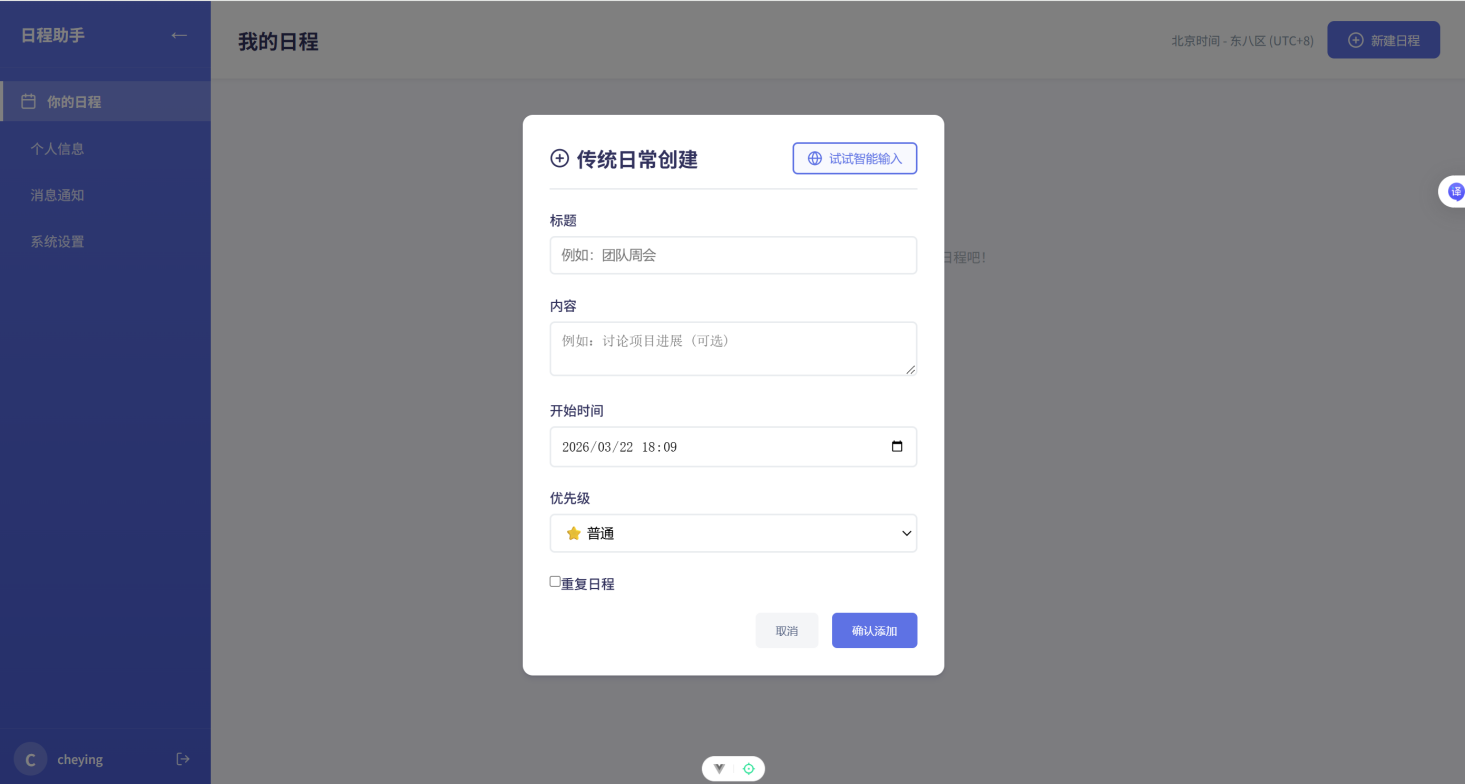 日程助手
←
你的日程
个人信息
消息通知
系统设置
C cheying
我的日程
北京时间 - 东八区 (UTC+8)
新建日程
日程吧！
传统日常创建
试试智能输入
标题
例如：团队周会
内容
例如：讨论项目进展（可选）
开始时间
2026/03/22 18:09
优先级
普通
重复日程
取消
确认添加
译